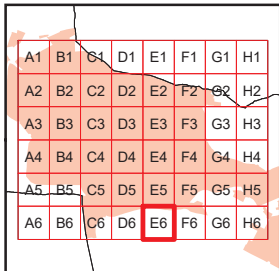 A1 B1 C1 D1 E1 F1 G1 H1
A2 B2 C2 D2 E2 F2 G2 H2
A3 B3 C3 D3 E3 F3 G3 H3
A4 B4 C4 D4 E4 F4 G4 H4
A5 B5 C5 D5 E5 F5 G5 H5
A6 B6 C6 D6 E6 F6 G6 H6